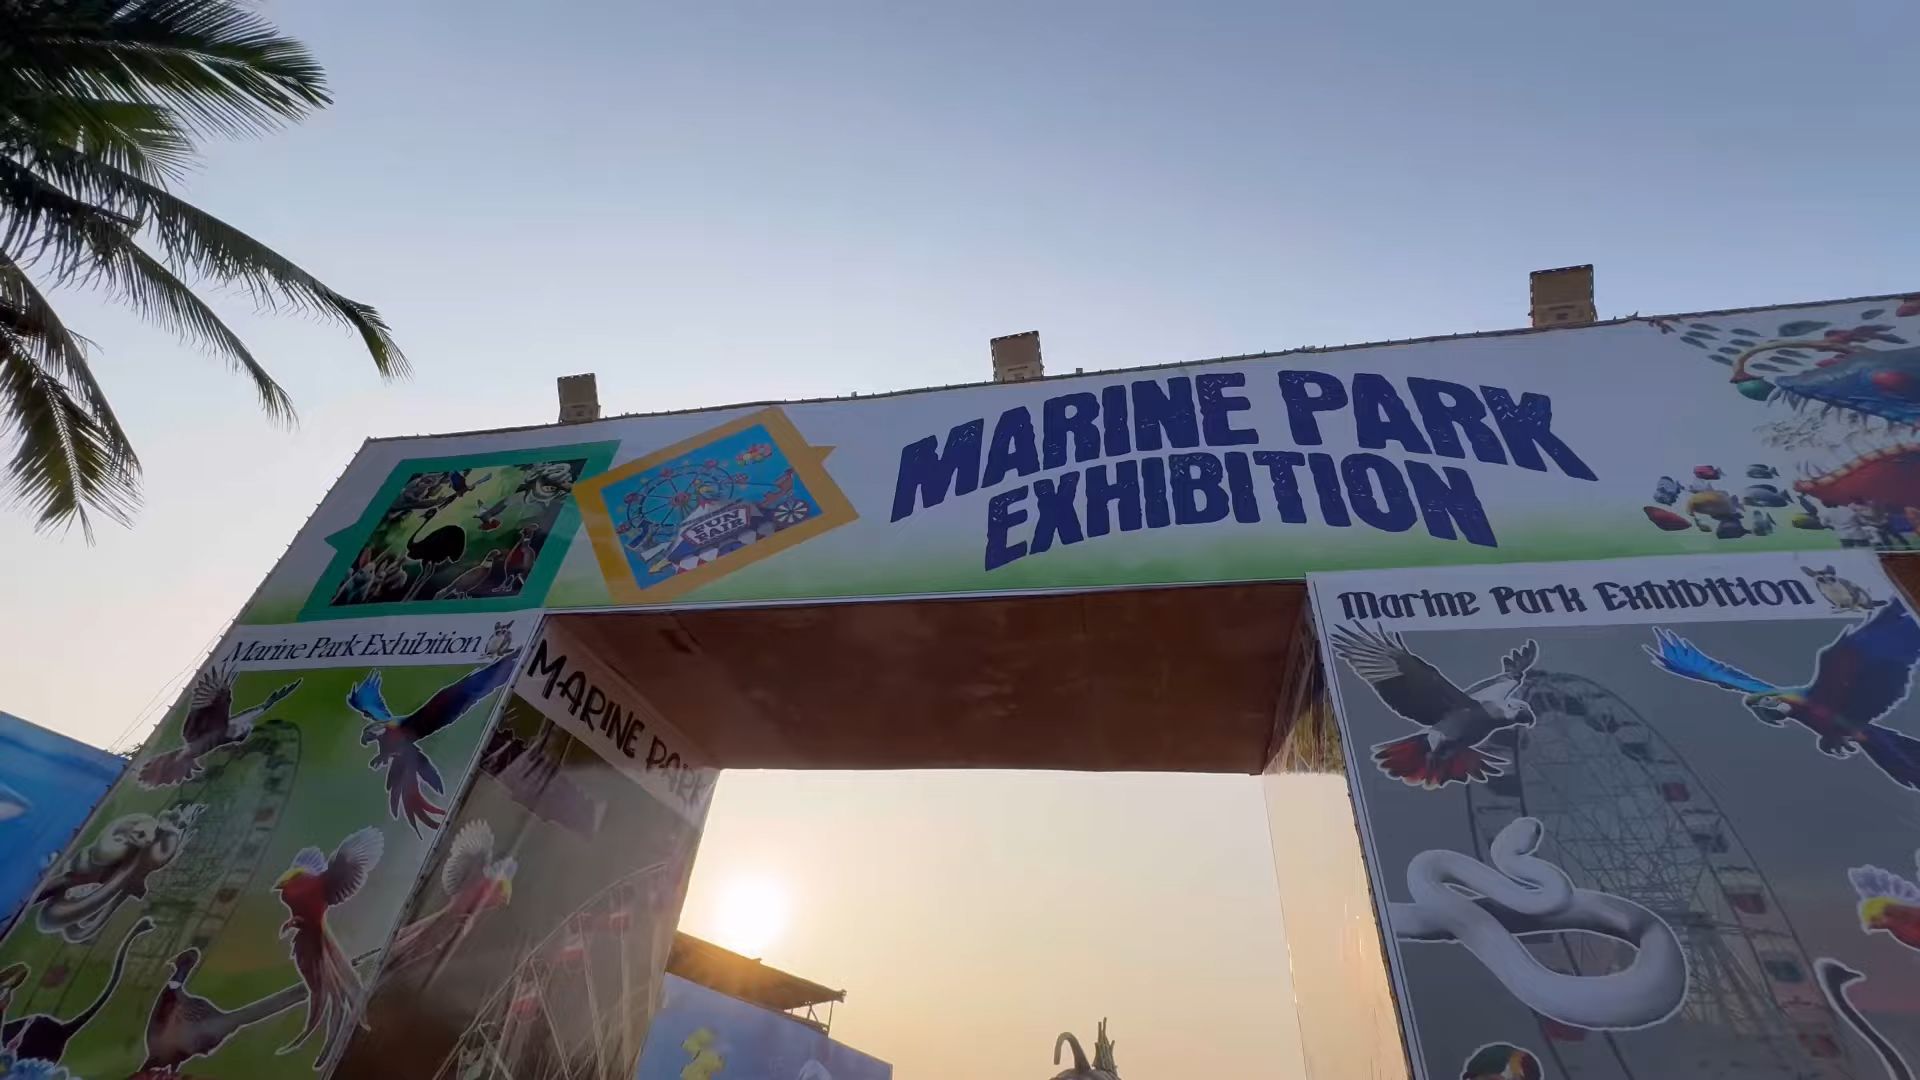 MARINE PARK
EXHIBITION
FUN
FAIR
Marine Park Exhibition
MARINE PARK
Marine Park Exhibition